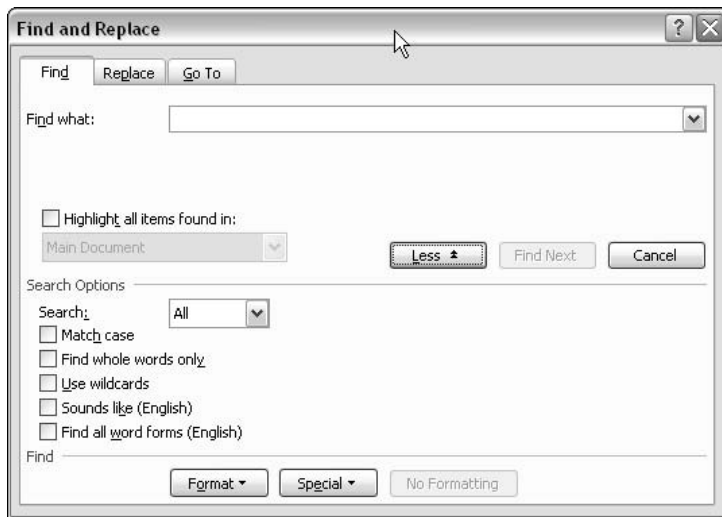 Find and Replace
Find Replace Go To
Find what:
Highlight all items found in:
Main Document
Less Find Next Cancel
Search Options
Search: All
Match case
Find whole words only
Use wildcards
Sounds like (English)
Find all word forms (English)
Find
Format Special No Formatting